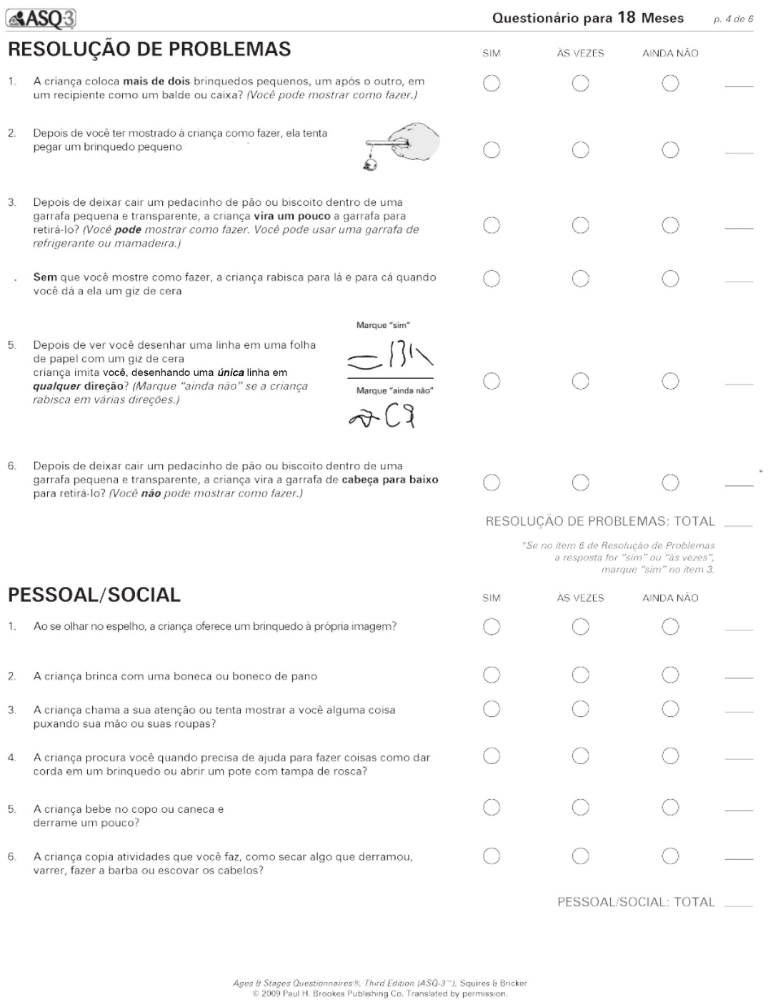 ASQ-3
Questionário para 18 Meses p. 4 de 6
RESOLUÇÃO DE PROBLEMAS
SIM ÀS VEZES AINDA NÃO
1. A criança coloca mais de dois brinquedos pequenos, um após o outro, em
um recipiente como um balde ou caixa? (Você pode mostrar como fazer.)
2. Depois de você ter mostrado à criança como fazer, ela tenta
pegar um brinquedo pequeno
3. Depois de deixar cair um pedacinho de pão ou biscoito dentro de uma
garrafa pequena e transparente, a criança vira um pouco a garrafa para
retirá-lo? (Você pode mostrar como fazer. Você pode usar uma garrafa de
refrigerante ou mamadeira.)
. Sem que você mostre como fazer, a criança rabisca para lá e para cá quando
você dá a ela um giz de cera
Marque “sim”
5. Depois de ver você desenhar uma linha em uma folha
de papel com um giz de cera
criança imita você, desenhando uma única linha em
qualquer direção? (Marque “ainda não” se a criança
rabisca em várias direções.)
Marque “ainda não”
6. Depois de deixar cair um pedacinho de pão ou biscoito dentro de uma
garrafa pequena e transparente, a criança vira a garrafa de cabeça para baixo
para retirá-lo? (Você não pode mostrar como fazer.)
*
RESOLUÇÃO DE PROBLEMAS: TOTAL
*Se no item 6 de Resolução de Problemas
a resposta for “sim” ou “às vezes”,
marque “sim” no item 3.
PESSOAL/SOCIAL
SIM ÀS VEZES AINDA NÃO
1. Ao se olhar no espelho, a criança oferece um brinquedo à própria imagem?
2. A criança brinca com uma boneca ou boneco de pano
3. A criança chama a sua atenção ou tenta mostrar a você alguma coisa
puxando sua mão ou suas roupas?
4. A criança procura você quando precisa de ajuda para fazer coisas como dar
corda em um brinquedo ou abrir um pote com tampa de rosca?
5. A criança bebe no copo ou caneca e
derrame um pouco?
6. A criança copia atividades que você faz, como secar algo que derramou,
varrer, fazer a barba ou escovar os cabelos?
PESSOAL/SOCIAL: TOTAL
Ages & Stages Questionnaires®, Third Edition (ASQ-3™), Squires & Bricker
© 2009 Paul H. Brookes Publishing Co. Translated by permission.